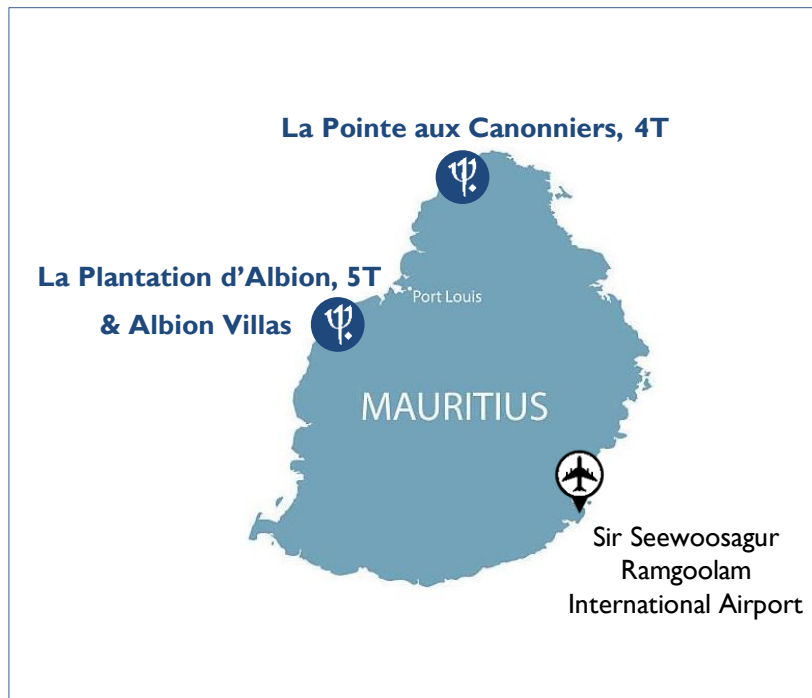 La Pointe aux Canonniers, 4T
La Plantation d’Albion, 5T
& Albion Villas
Port Louis
MAURITIUS
Sir Seewoosagur
Ramgoolam
International Airport